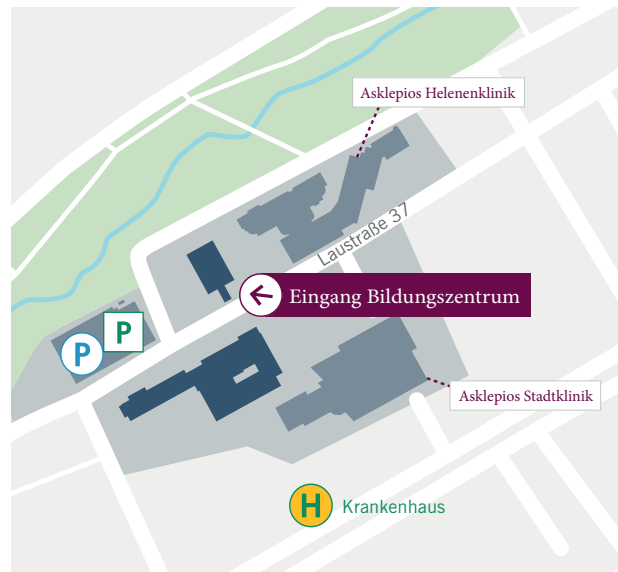 Asklepios Helenenklinik
Laustraße 37
Eingang Bildungszentrum
P
P
Asklepios Stadtklinik
H Krankenhaus